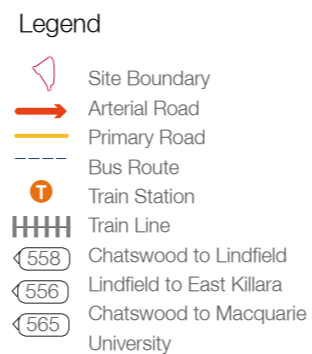 Legend
Site Boundary
Arterial Road
Primary Road
Bus Route
T Train Station
Train Line
558 Chatswood to Lindfield
556 Lindfield to East Killara
565 Chatswood to Macquarie
University